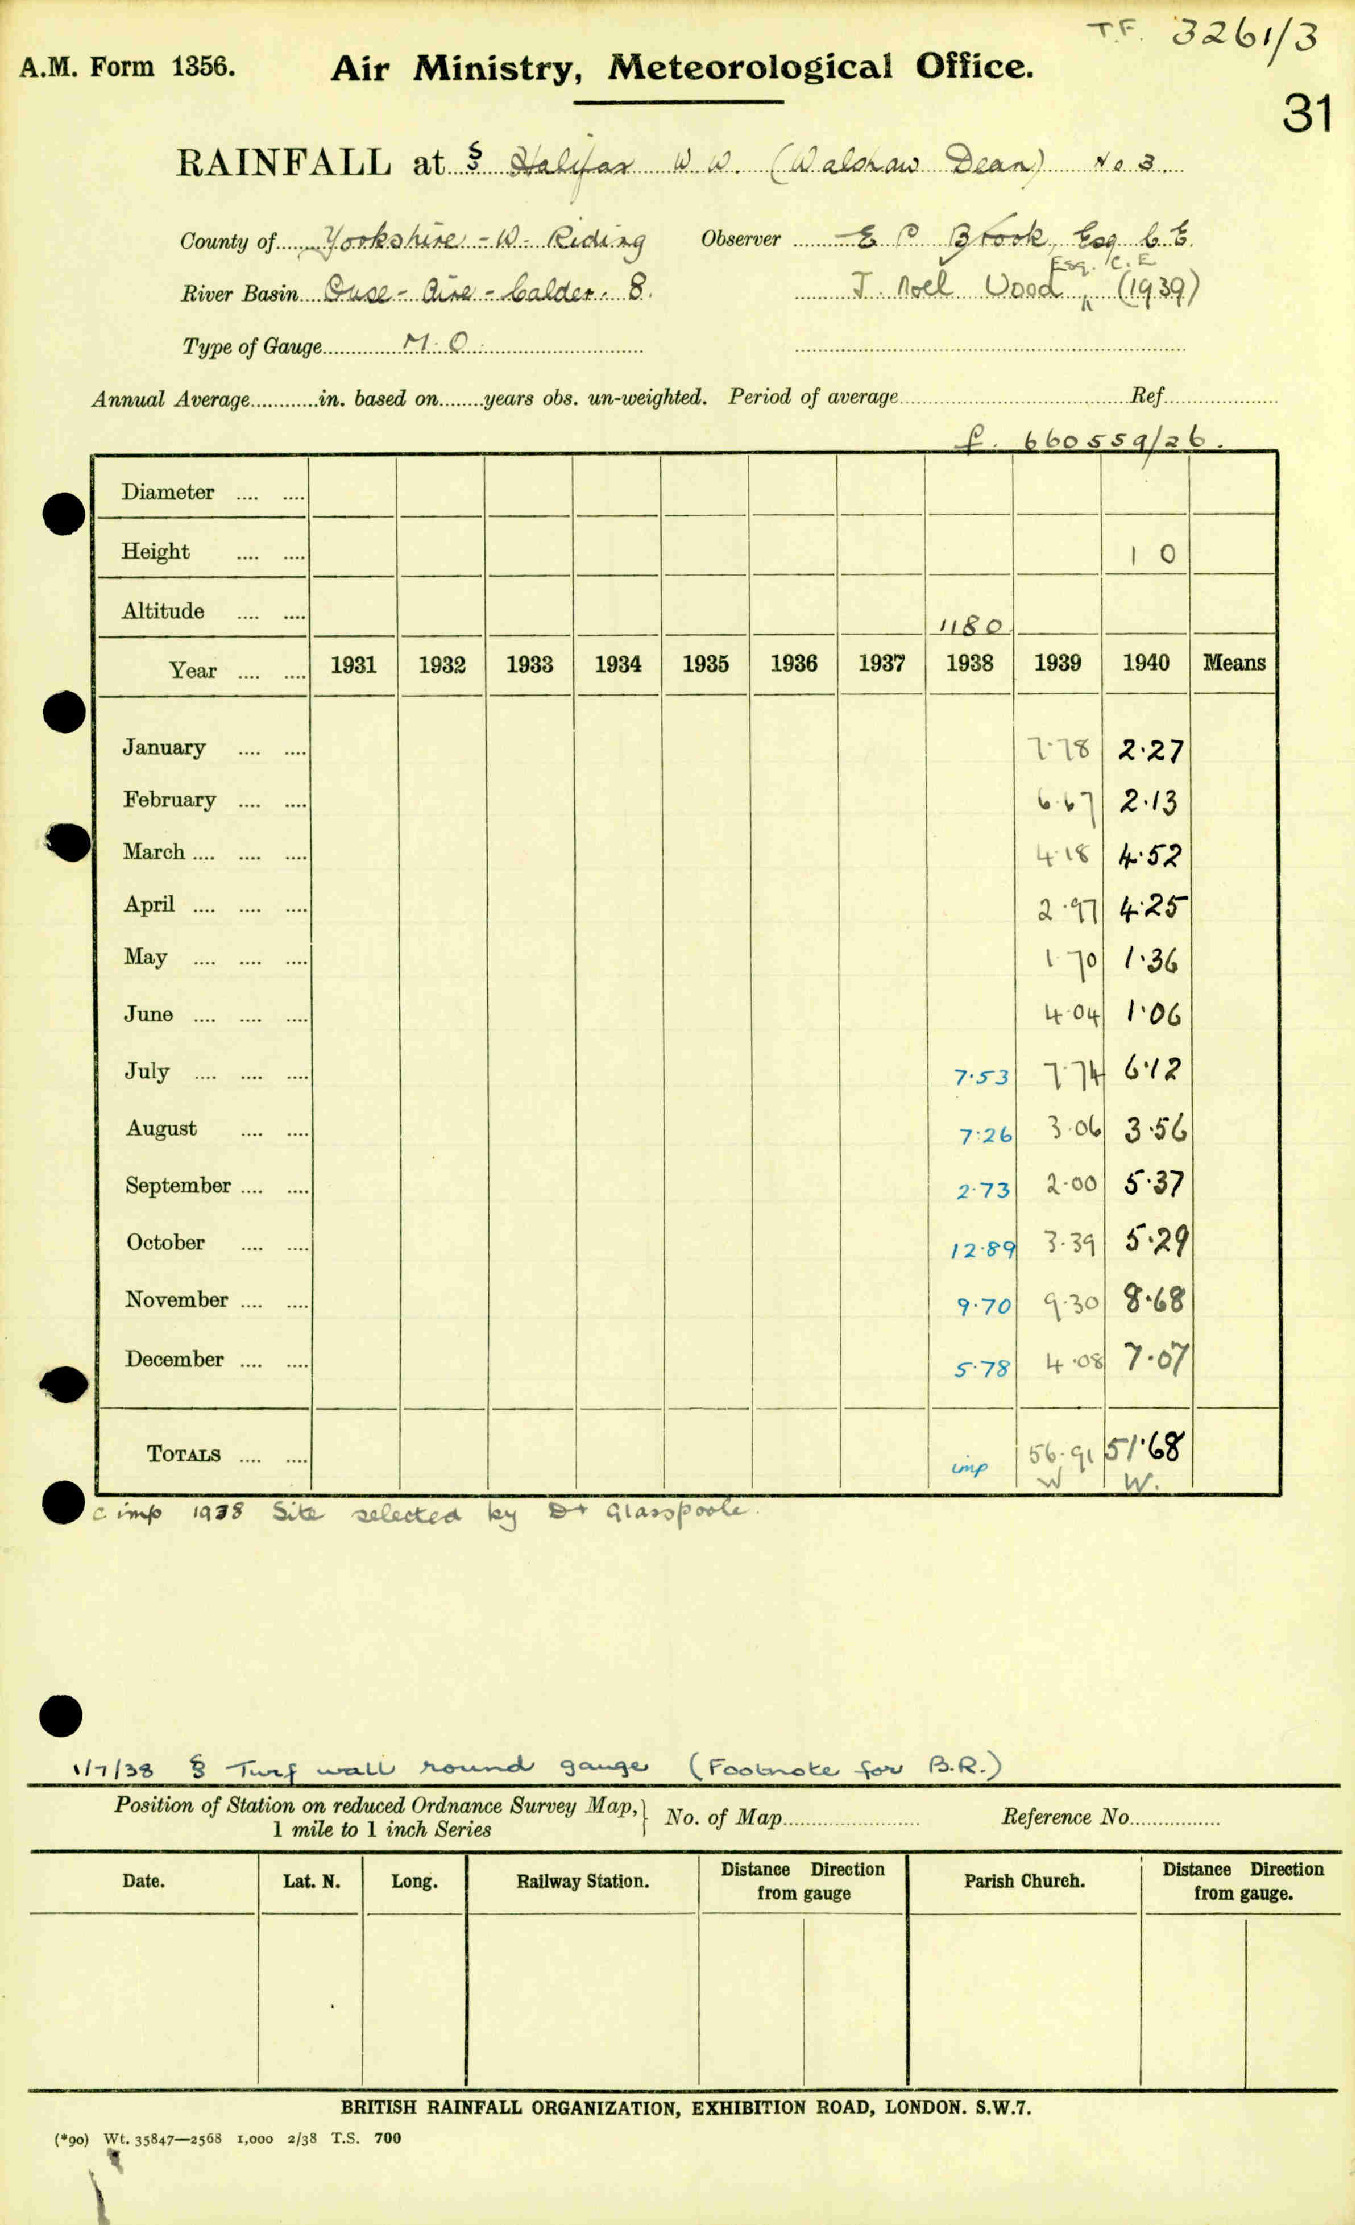 T.F. 3261/3
A.M. Form 1356. Air Ministry, Meteorological Office.
31
RAINFALL at § Halifax W.W. (Walshaw Dean) No 3.
County of Yorkshire - W. Riding Observer E P Brook, Esq C.E.
Esq. C.E
River Basin Ouse - Aire - Calder. 8. J. Noel Wood " (1939)
Type of Gauge M.O.
Annual Average in. based on years obs. un-weighted. Period of average Ref.
f. 660559/26.
Diameter .... ....
Height .... .... 1 0
Altitude .... .... 1180
Year .... .... 1931 1932 1933 1934 1935 1936 1937 1938 1939 1940 Means
January .... .... 7.78 2.27
February .... .... 6.67 2.13
March .... .... .... 4.18 4.52
April .... .... .... 2.97 4.25
May .... .... .... 1.70 1.36
June .... .... .... 4.04 1.06
July .... .... .... 7.53 7.74 6.12
August .... .... 7.26 3.06 3.56
September .... .... 2.73 2.00 5.37
October .... .... 12.89 3.39 5.29
November .... .... 9.70 9.30 8.68
December .... .... 5.78 4.08 7.07
TOTALS .... .... imp 56.91 51.68
W W.
c imp 1938 Site selected by Dr Glasspoole.
1/7/38 § Turf wall round gauge (Footnote for B.R.)
Position of Station on reduced Ordnance Survey Map, } No. of Map Reference No.
1 mile to 1 inch Series
Date. Lat. N. Long. Railway Station. Distance Direction from gauge Parish Church. Distance Direction from gauge.
BRITISH RAINFALL ORGANIZATION, EXHIBITION ROAD, LONDON. S.W.7.
(*90) Wt. 35847—2568 1,000 2/38 T.S. 700